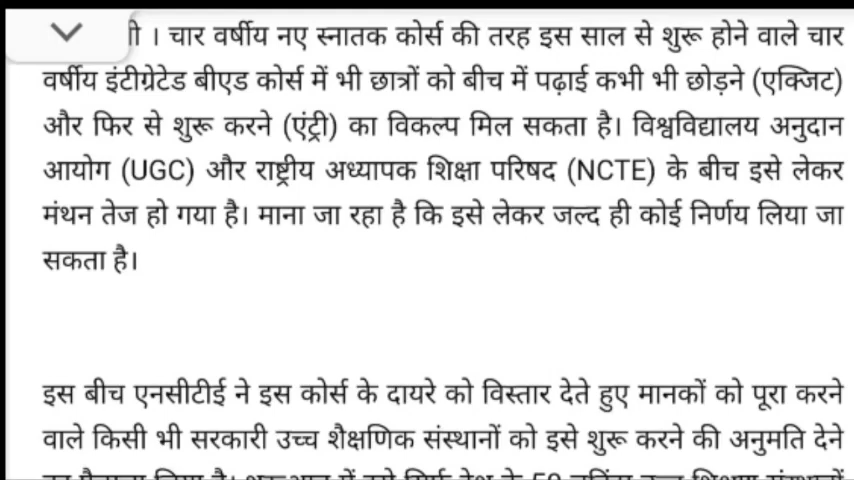 । चार वर्षीय नए स्नातक कोर्स की तरह इस साल से शुरू होने वाले चार
वर्षीय इंटीग्रेटेड बीएड कोर्स में भी छात्रों को बीच में पढ़ाई कभी भी छोड़ने (एक्जिट)
और फिर से शुरू करने (एंट्री) का विकल्प मिल सकता है। विश्वविद्यालय अनुदान
आयोग (UGC) और राष्ट्रीय अध्यापक शिक्षा परिषद (NCTE) के बीच इसे लेकर
मंथन तेज हो गया है। माना जा रहा है कि इसे लेकर जल्द ही कोई निर्णय लिया जा
सकता है।
इस बीच एनसीटीई ने इस कोर्स के दायरे को विस्तार देते हुए मानकों को पूरा करने
वाले किसी भी सरकारी उच्च शैक्षणिक संस्थानों को इसे शुरू करने की अनुमति देने